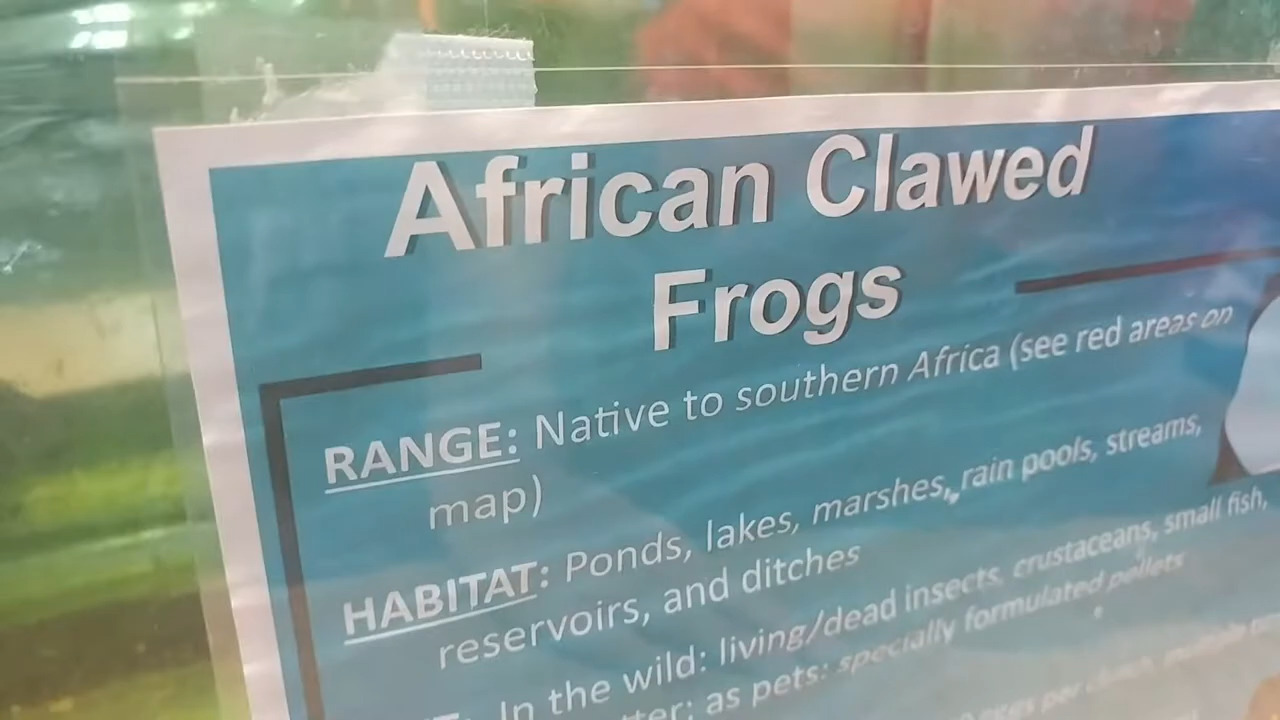 African Clawed
Frogs
RANGE: Native to southern Africa (see red areas on
map)
HABITAT: Ponds, lakes, marshes, rain pools, streams,
reservoirs, and ditches
In the wild: living/dead insects, crustaceans, small fish,
as pets: specially formulated pellets